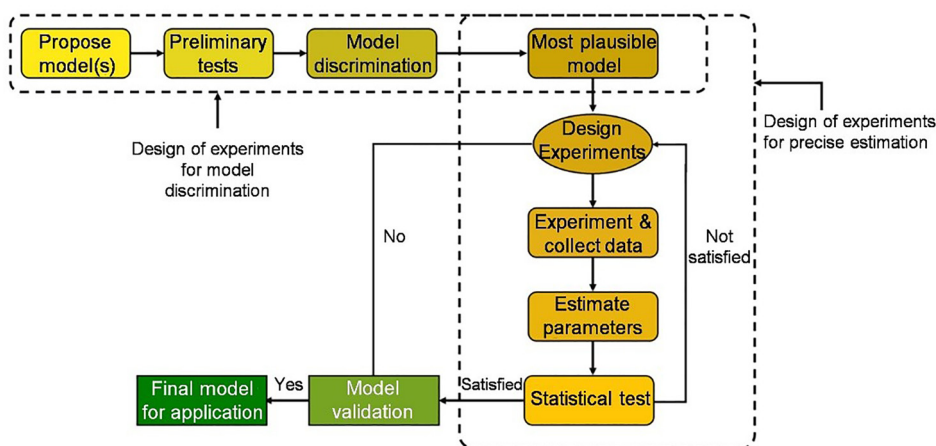 Propose
model(s)
Preliminary
tests
Model
discrimination
Most plausible
model
Design of experiments
for model
discrimination
Design of experiments
for precise estimation
Design
Experiments
Experiment &
collect data
No
Not
satisfied
Estimate
parameters
Final model
for application
Yes
Model
validation
Satisfied
Statistical test